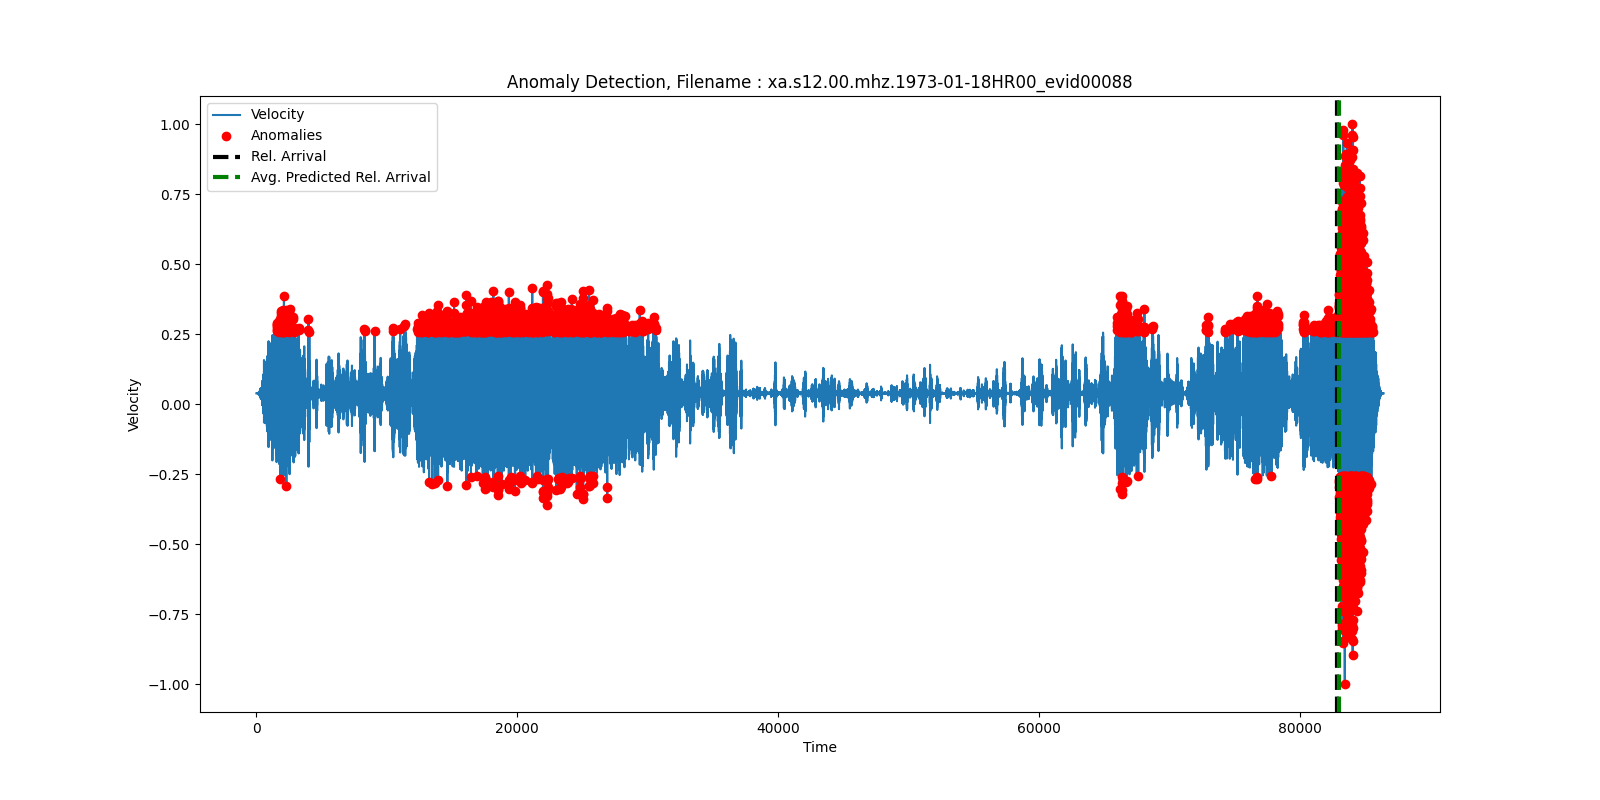 Anomaly Detection, Filename : xa.s12.00.mhz.1973-01-18HR00_evid00088
Velocity
Anomalies
Rel. Arrival
Avg. Predicted Rel. Arrival
1.00
0.75
0.50
0.25
0.00
−0.25
−0.50
−0.75
−1.00
Velocity
0 20000 40000 60000 80000
Time